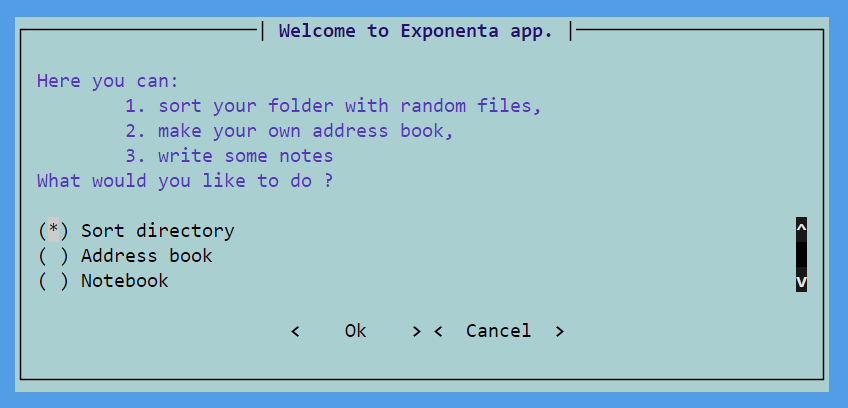 Welcome to Exponenta app.
Here you can:
1. sort your folder with random files,
2. make your own address book,
3. write some notes
What would you like to do ?
(*) Sort directory
( ) Address book
( ) Notebook
< Ok > < Cancel >